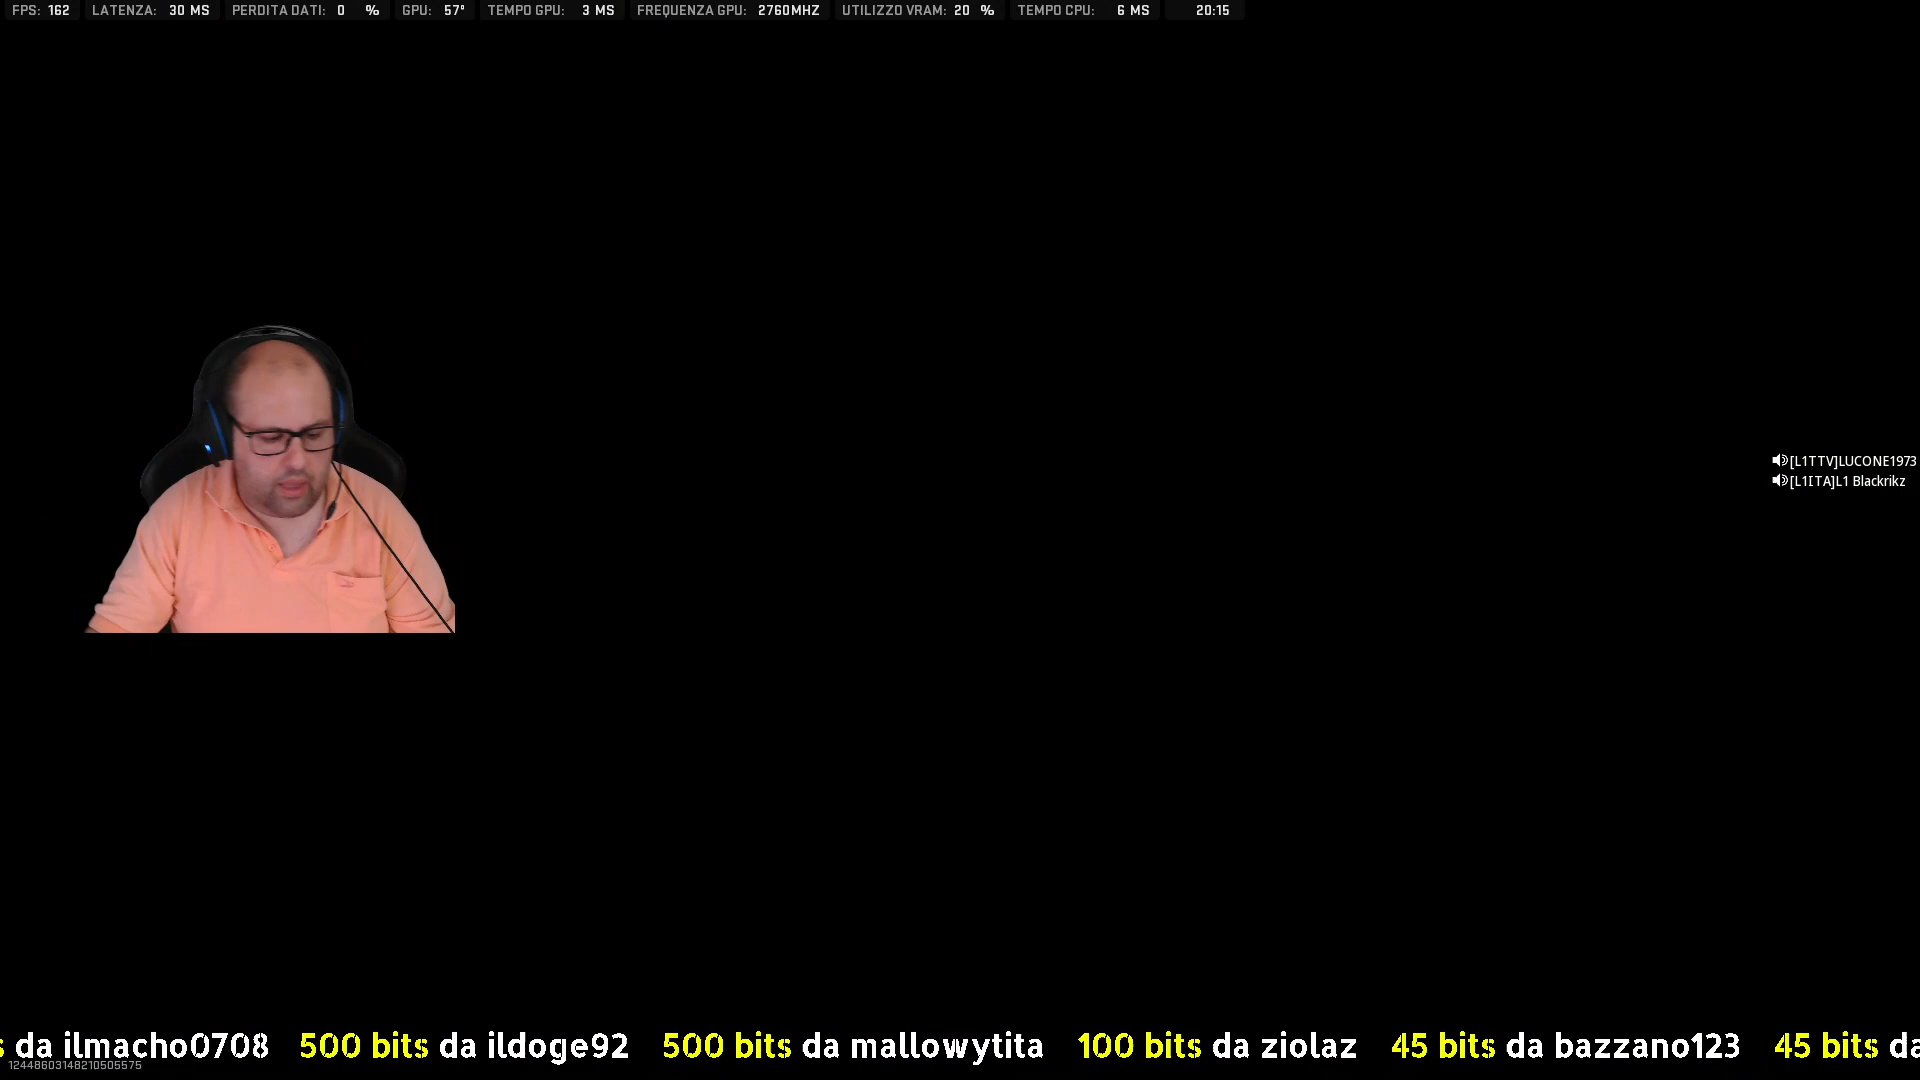 FPS: 162 LATENZA: 30 MS PERDITA DATI: 0 % GPU: 57° TEMPO GPU: 3 MS FREQUENZA GPU: 2760MHZ UTILIZZO VRAM: 20 % TEMPO CPU: 6 MS 20:15
[L1TTV]LUCONE1973
[L1ITA]L1 Blackrikz
s da ilmacho0708 500 bits da ildoge92 500 bits da mallowytita 100 bits da ziolaz 45 bits da bazzano123 45 bits da
12448603148210505575